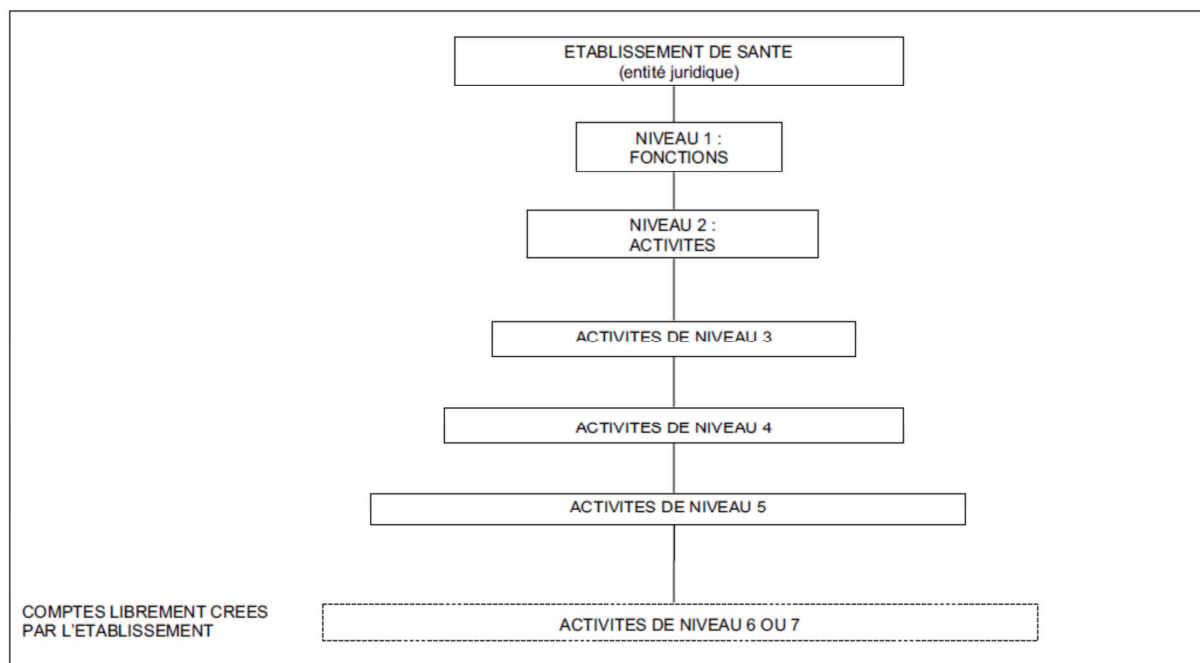 ETABLISSEMENT DE SANTE
(entité juridique)
NIVEAU 1 :
FONCTIONS
NIVEAU 2 :
ACTIVITES
ACTIVITES DE NIVEAU 3
ACTIVITES DE NIVEAU 4
ACTIVITES DE NIVEAU 5
COMPTES LIBREMENT CREES
PAR L'ETABLISSEMENT
ACTIVITES DE NIVEAU 6 OU 7